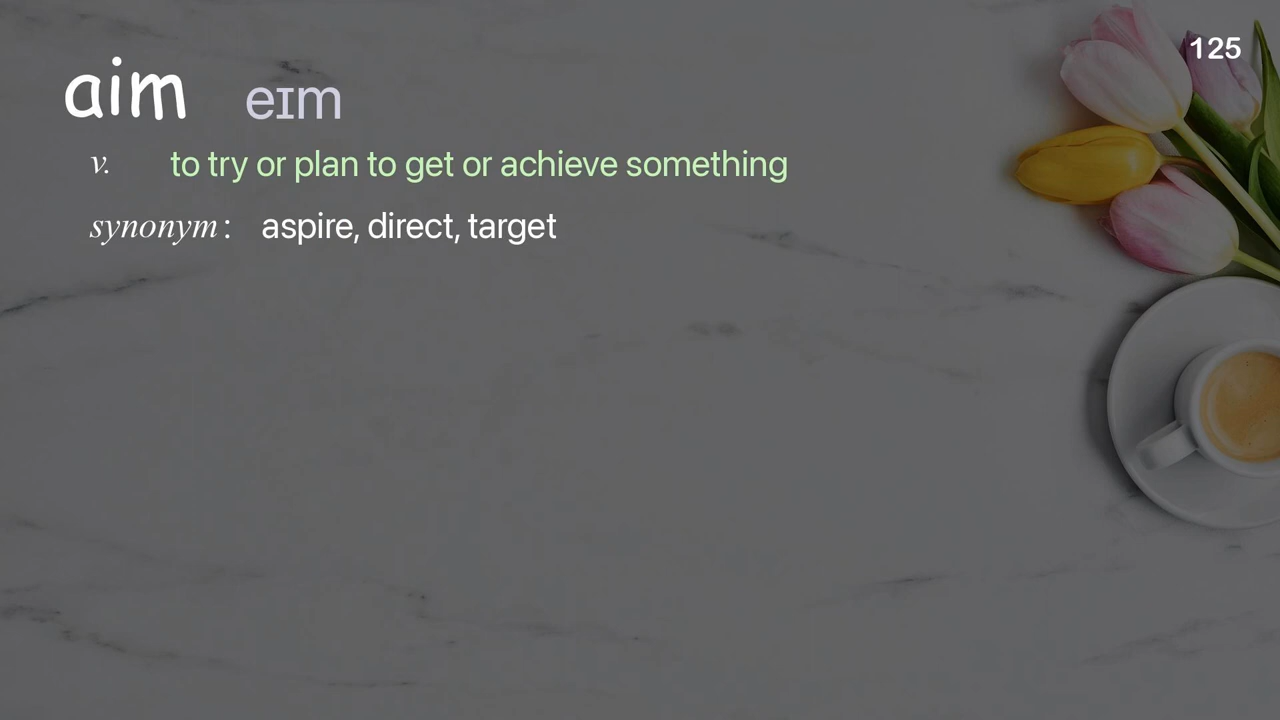 125
aim eɪm
v. to try or plan to get or achieve something
synonym: aspire, direct, target